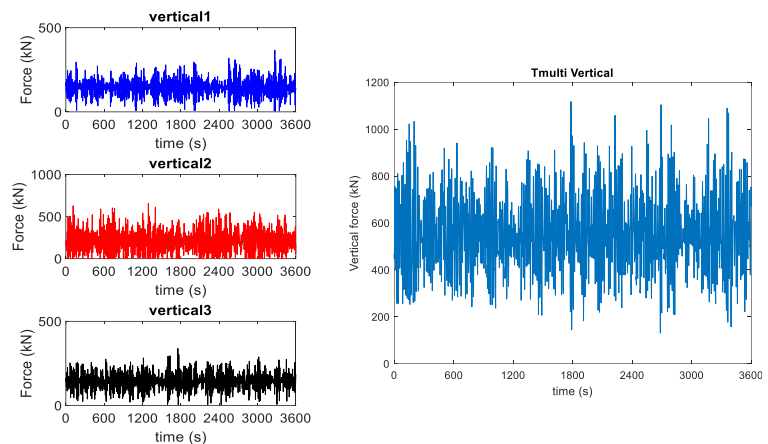 vertical1
500
0
Force (kN)
0 600 1200 1800 2400 3000 3600
time (s)
vertical2
1000
500
0
Force (kN)
0 600 1200 1800 2400 3000 3600
time (s)
vertical3
500
0
Force (kN)
0 600 1200 1800 2400 3000 3600
time (s)
Tmulti Vertical
1200
1000
800
600
400
200
0
Vertical force (kN)
0 600 1200 1800 2400 3000 3600
time (s)